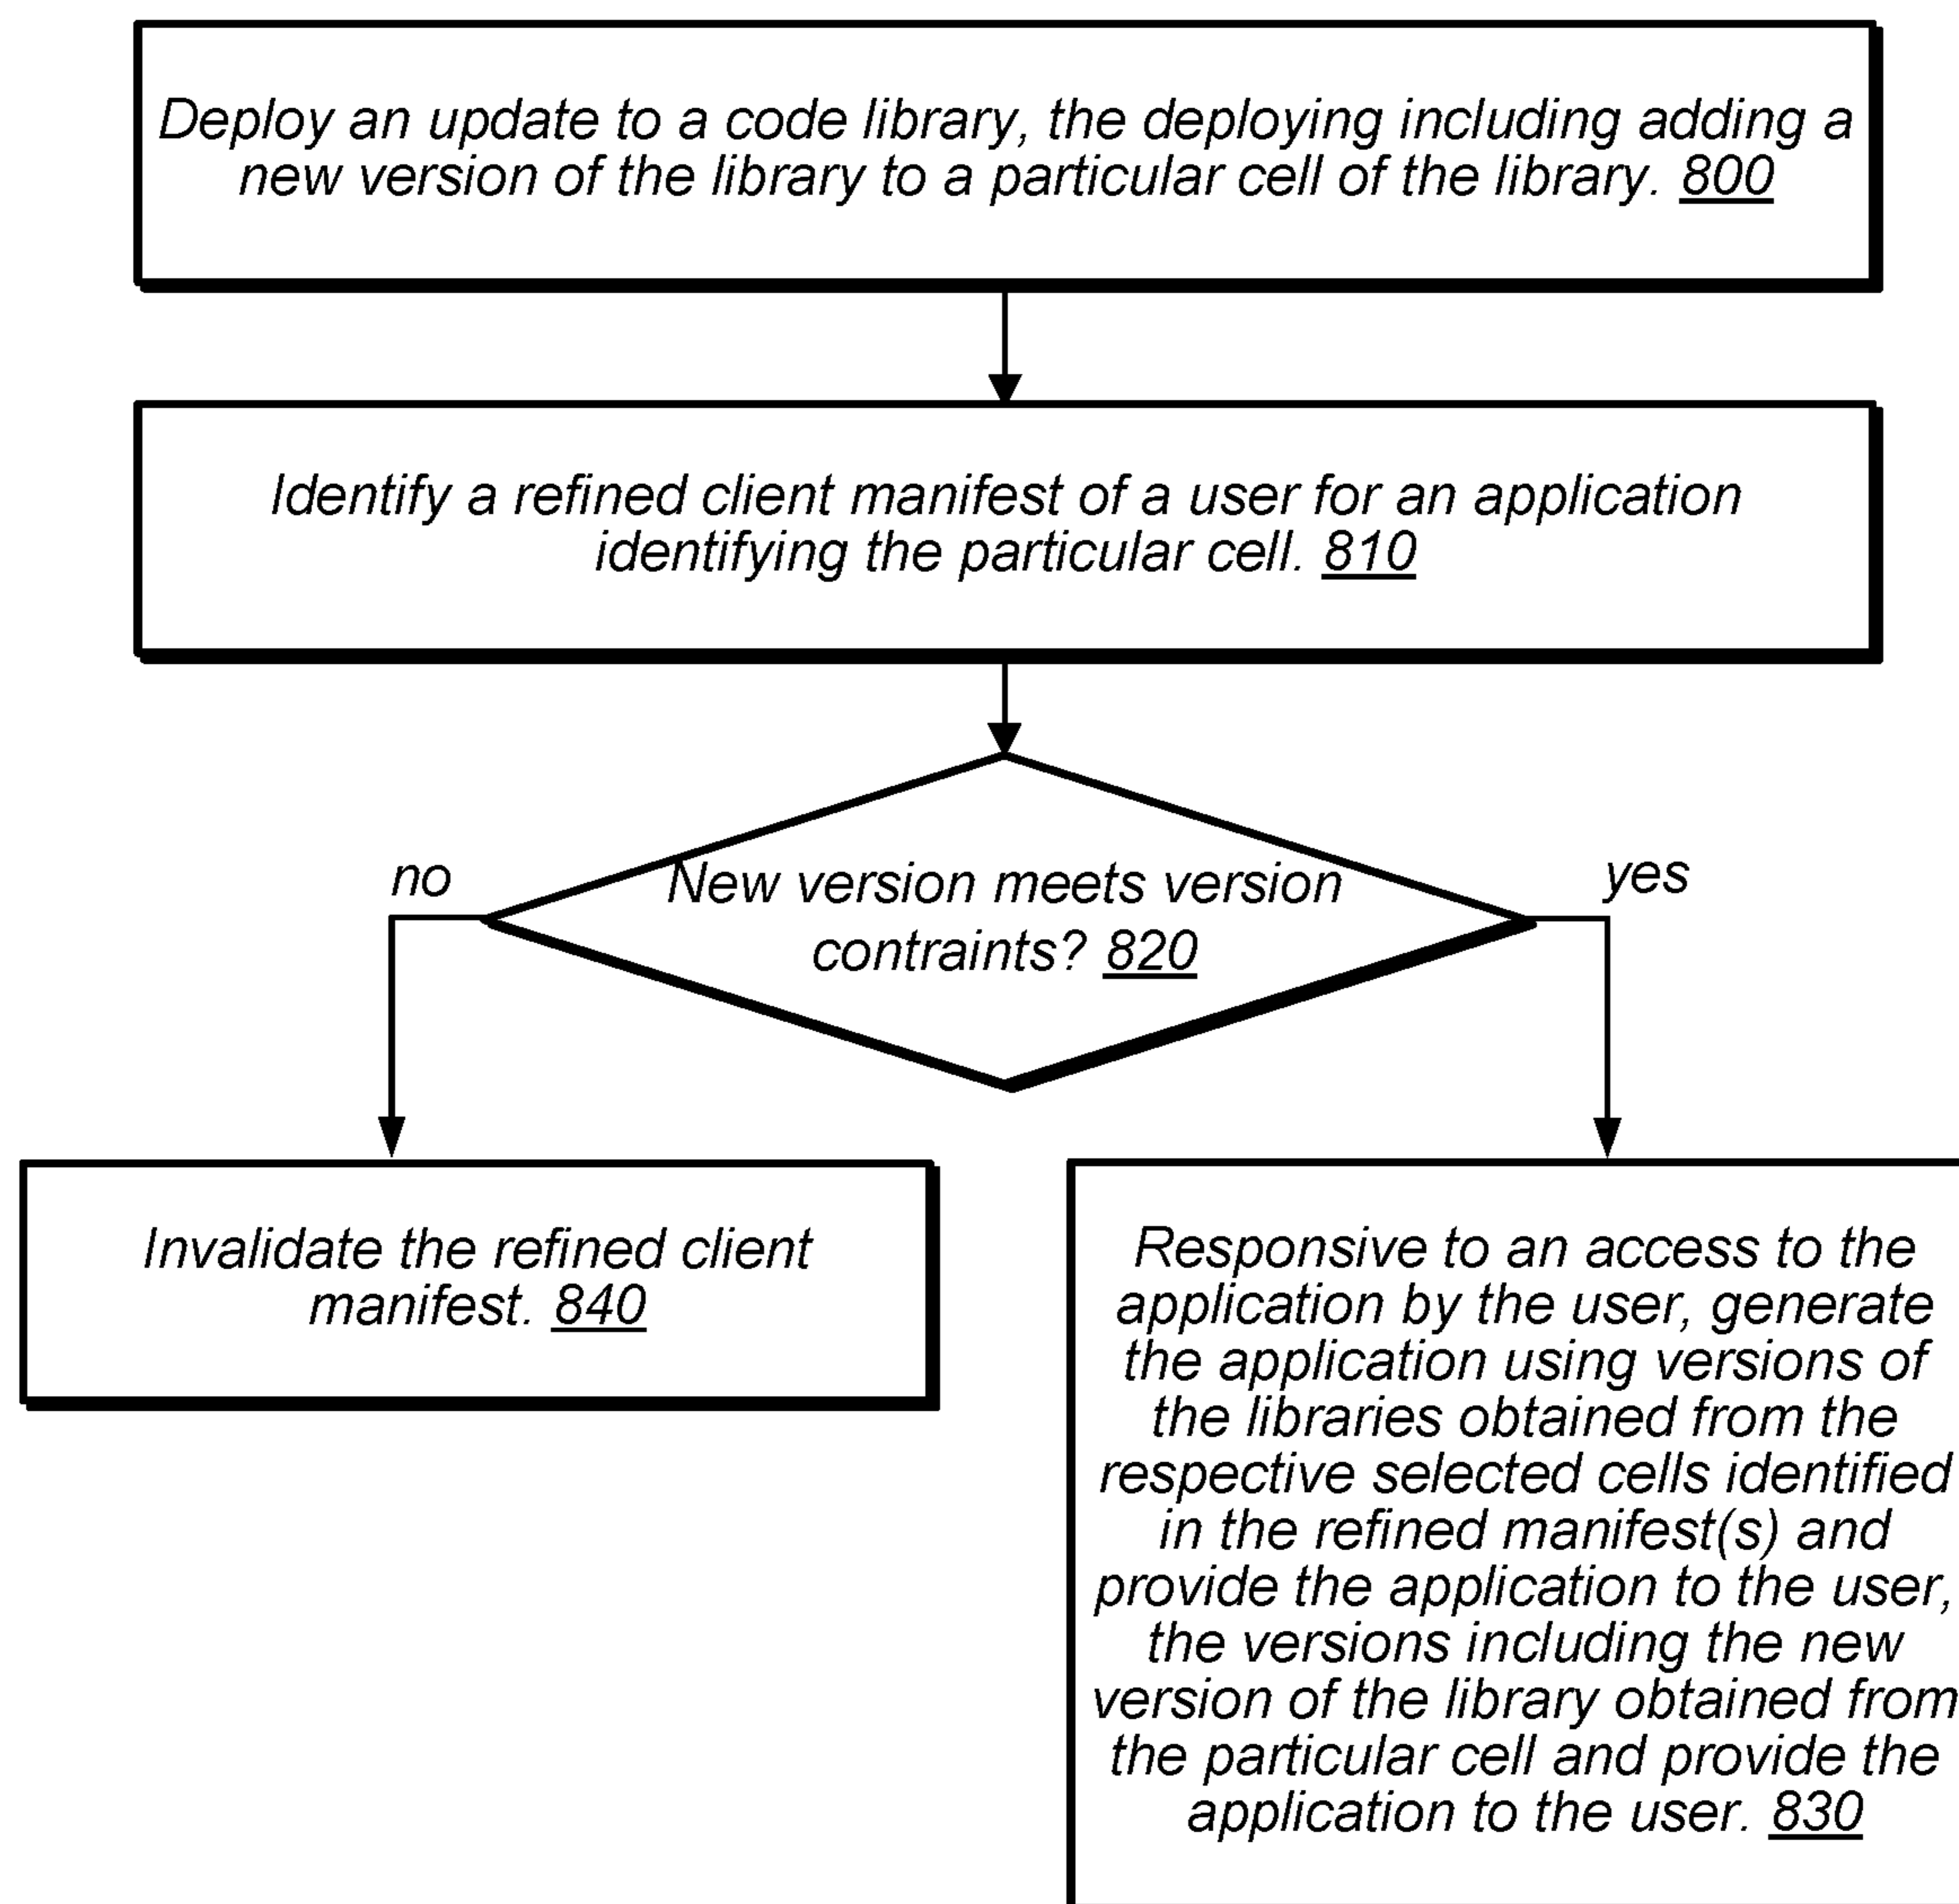 Deploy an update to a code library, the deploying including adding a
new version of the library to a particular cell of the library. 800
Identify a refined client manifest of a user for an application
identifying the particular cell. 810
New version meets version
contraints? 820
no
yes
Invalidate the refined client
manifest. 840
Responsive to an access to the
application by the user, generate
the application using versions of
the libraries obtained from the
respective selected cells identified
in the refined manifest(s) and
provide the application to the user,
the versions including the new
version of the library obtained from
the particular cell and provide the
application to the user. 830